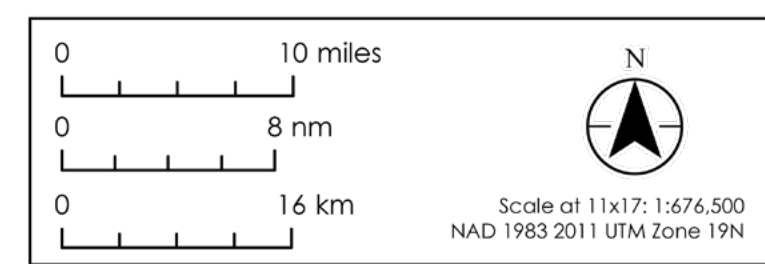 0 10 miles
0 8 nm
0 16 km
N
Scale at 11x17: 1:676,500
NAD 1983 2011 UTM Zone 19N